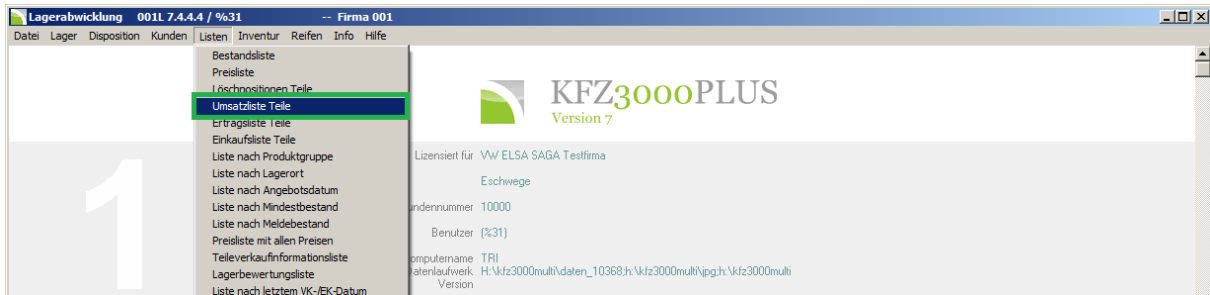 Lagerabwicklung 001L 7.4.4.4 / %31 -- Firma 001
Datei Lager Disposition Kunden Listen Inventur Reifen Info Hilfe
Bestandsliste
Preisliste
Löschpositionen Teile
Umsatzliste Teile
Ertragsliste Teile
Einkaufsliste Teile
Liste nach Produktgruppe
Liste nach Lagerort
Liste nach Angebotsdatum
Liste nach Mindestbestand
Liste nach Meldebestand
Preisliste mit allen Preisen
Teileverkaufinformationsliste
Lagerbewertungsliste
Liste nach letztem VK-/EK-Datum
KFZ3000PLUS
Version 7
1
Lizensiert für VW ELSA SAGA Testfirma
Eschwege
undennummer 10000
Benutzer (%31)
omputername TRI
atenlaufwerk H:\kfz3000multi\daten_10368;h:\kfz3000multi\jpg;h:\kfz3000multi
Version